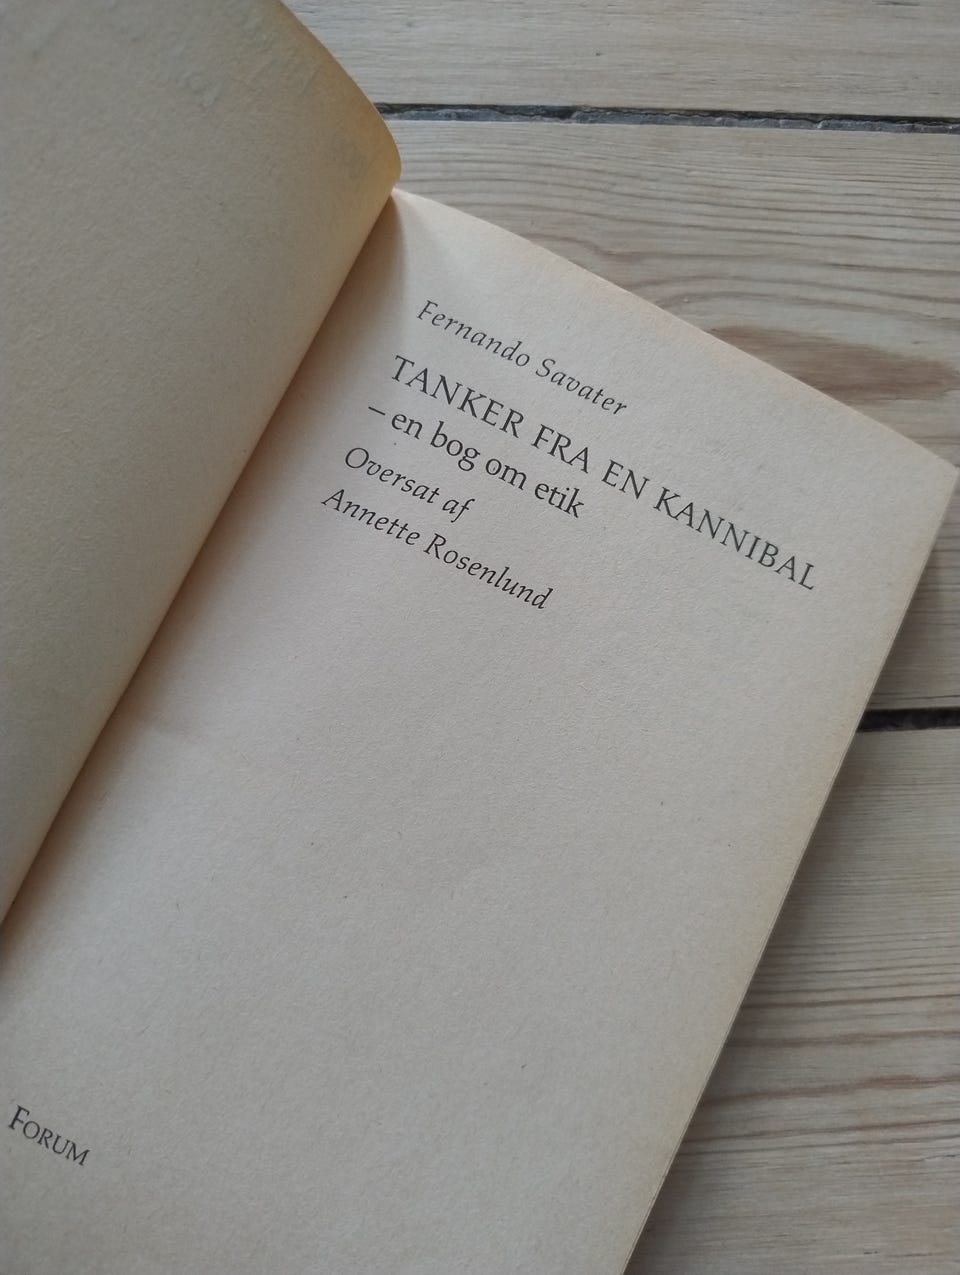 Fernando Savater
TANKER FRA EN KANNIBAL
– en bog om etik
Oversat af
Annette Rosenlund
FORUM